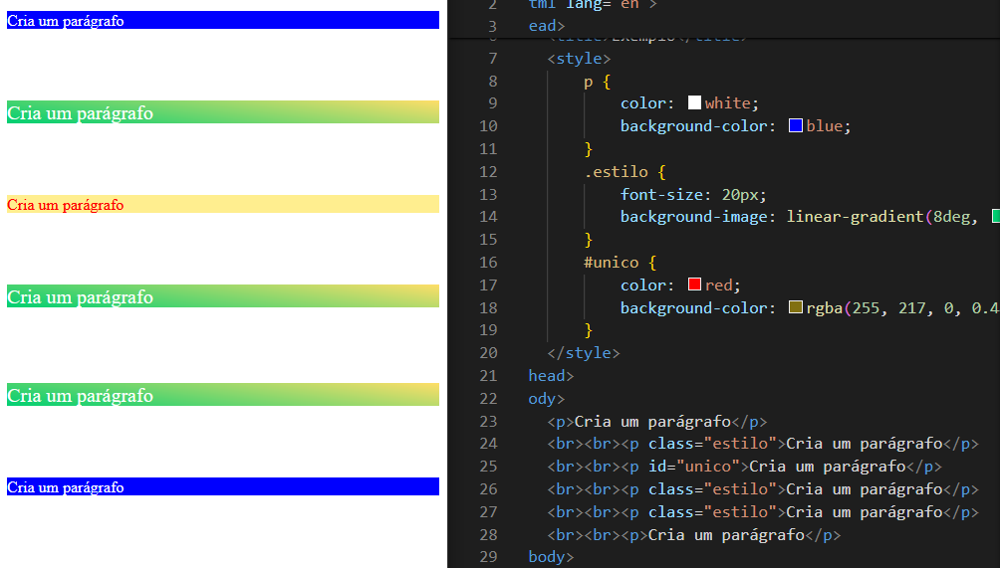 Cria um parágrafo
Cria um parágrafo
Cria um parágrafo
Cria um parágrafo
Cria um parágrafo
Cria um parágrafo
2 tml lang="en">
3 ead>
6 <title>Exemplo</title>
7 <style>
8 p {
9 color: white;
10 background-color: blue;
11 }
12 .estilo {
13 font-size: 20px;
14 background-image: linear-gradient(8deg,
15 }
16 #unico {
17 color: red;
18 background-color: rgba(255, 217, 0, 0.4
19 }
20 </style>
21 head>
22 ody>
23 <p>Cria um parágrafo</p>
24 <br><br><p class="estilo">Cria um parágrafo</p>
25 <br><br><p id="unico">Cria um parágrafo</p>
26 <br><br><p class="estilo">Cria um parágrafo</p>
27 <br><br><p class="estilo">Cria um parágrafo</p>
28 <br><br><p>Cria um parágrafo</p>
29 body>